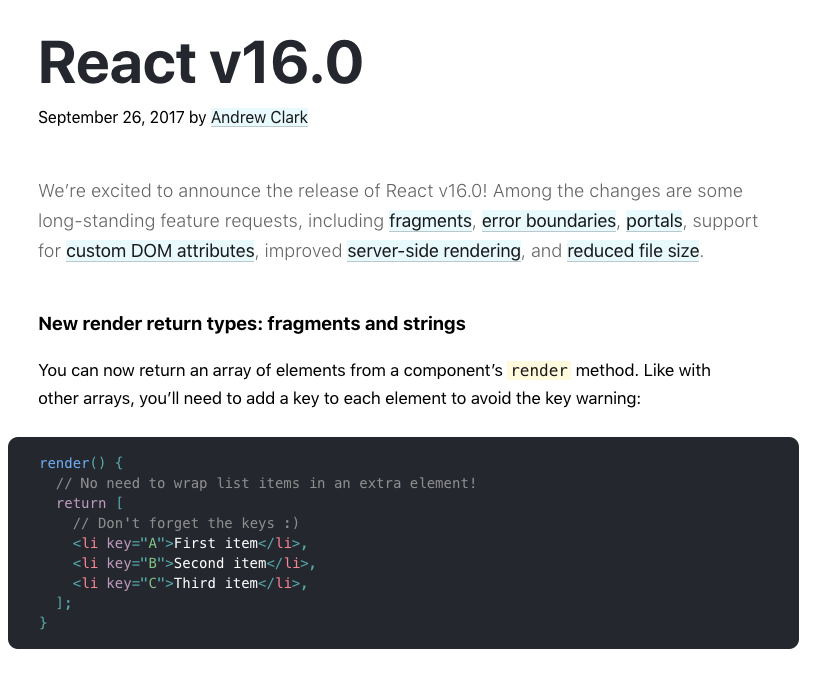 React v16.0
September 26, 2017 by Andrew Clark
We’re excited to announce the release of React v16.0! Among the changes are some
long-standing feature requests, including fragments, error boundaries, portals, support
for custom DOM attributes, improved server-side rendering, and reduced file size.
New render return types: fragments and strings
You can now return an array of elements from a component’s render method. Like with
other arrays, you’ll need to add a key to each element to avoid the key warning:
render() {
  // No need to wrap list items in an extra element!
  return [
    // Don't forget the keys :)
    <li key="A">First item</li>,
    <li key="B">Second item</li>,
    <li key="C">Third item</li>,
  ];
}